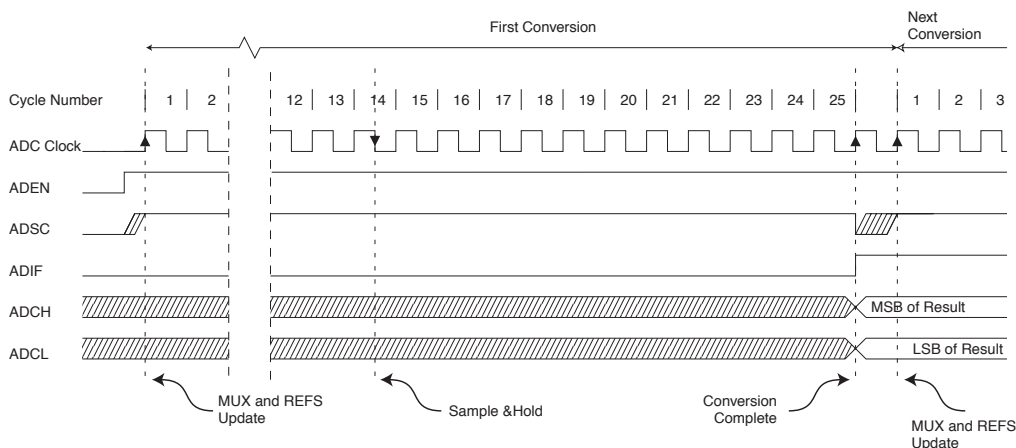 First Conversion
Next
Conversion
Cycle Number 1 2 12 13 14 15 16 17 18 19 20 21 22 23 24 25 1 2 3
ADC Clock
ADEN
ADSC
ADIF
ADCH MSB of Result
ADCL LSB of Result
MUX and REFS
Update
Sample &Hold
Conversion
Complete
MUX and REFS
Update